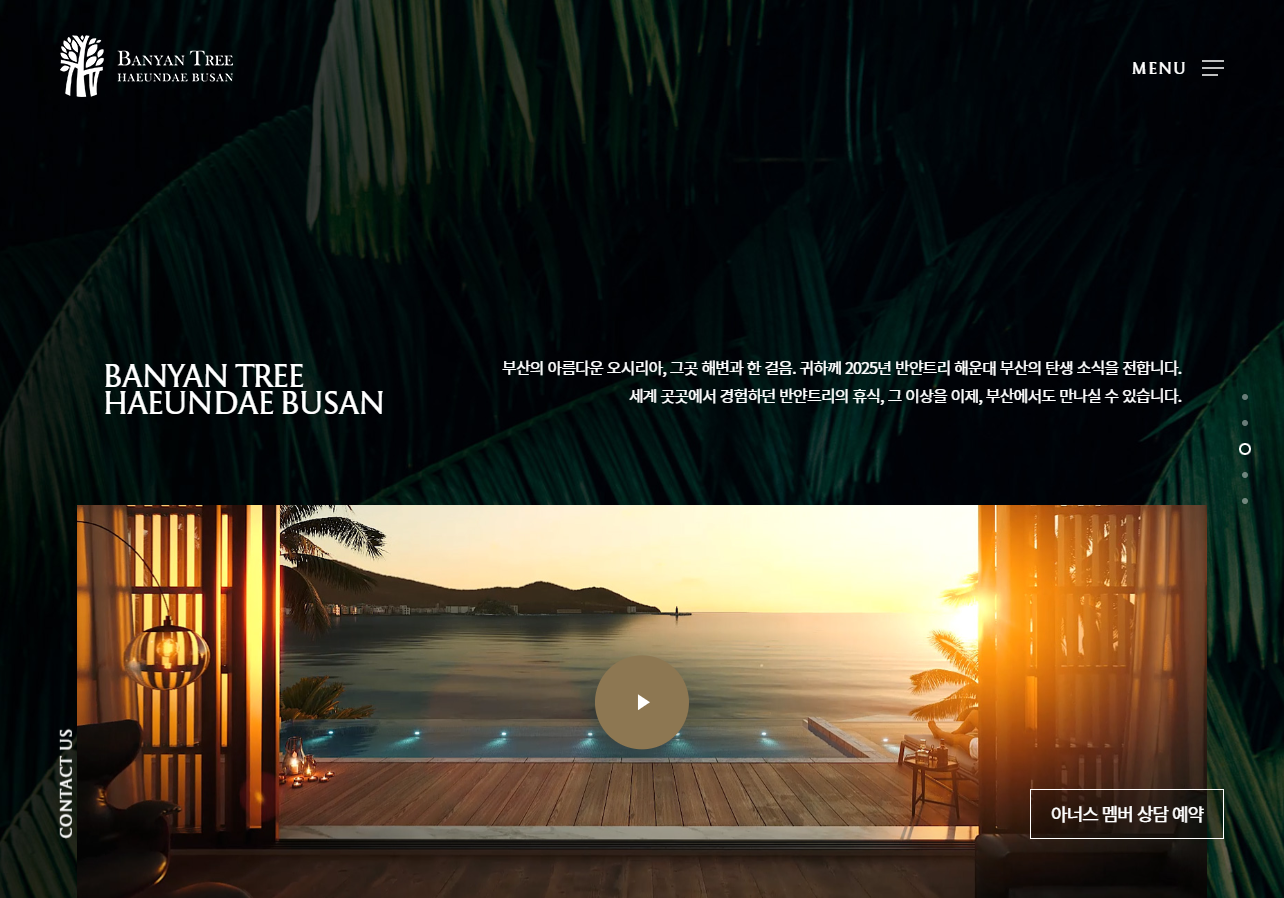 BANYAN TREE
HAEUNDAE BUSAN
MENU
BANYAN TREE
HAEUNDAE BUSAN
부산의 아름다운 오시리아, 그곳 해변과 한 걸음. 귀하께 2025년 반얀트리 해운대 부산의 탄생 소식을 전합니다.
세계 곳곳에서 경험하던 반얀트리의 휴식, 그 이상을 이제, 부산에서도 만나실 수 있습니다.
CONTACT US
아너스 멤버 상담 예약